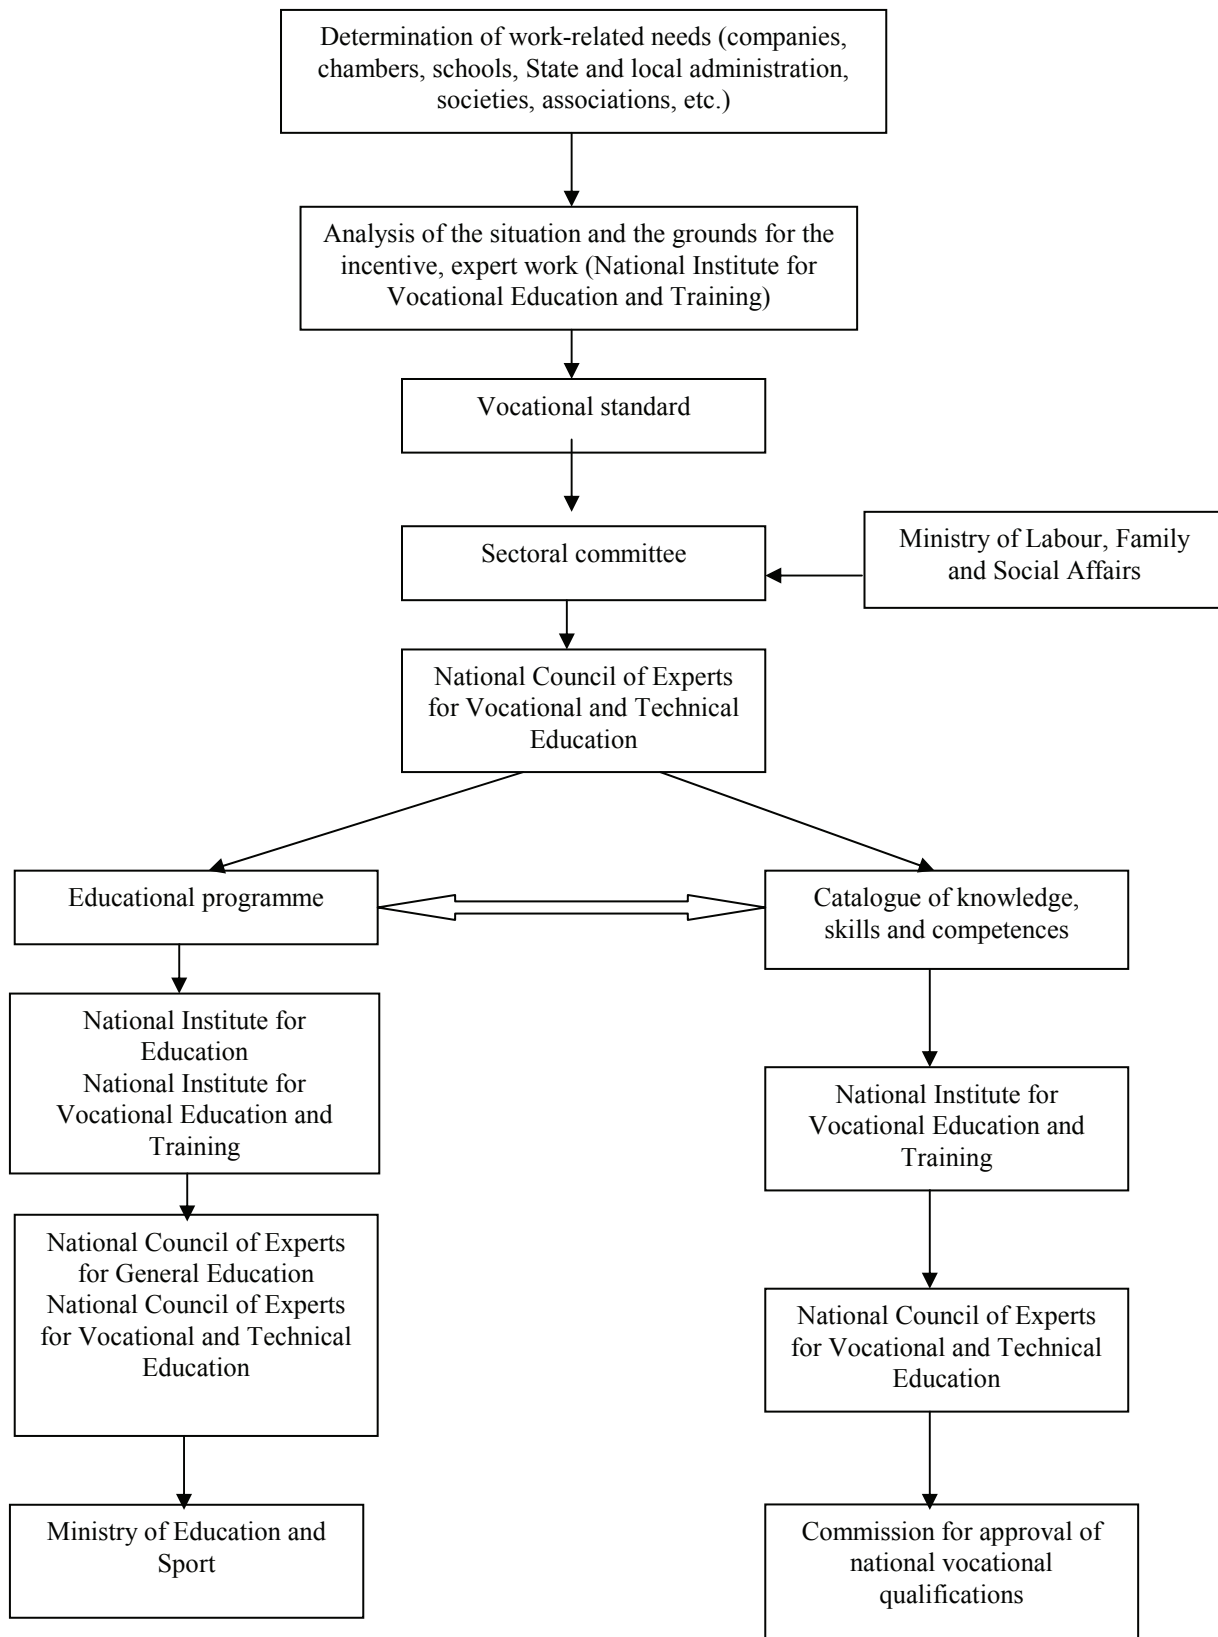 Determination of work-related needs (companies,
chambers, schools, State and local administration,
societies, associations, etc.)
Analysis of the situation and the grounds for the
incentive, expert work (National Institute for
Vocational Education and Training)
Vocational standard
Sectoral committee
Ministry of Labour, Family
and Social Affairs
National Council of Experts
for Vocational and Technical
Education
Educational programme
Catalogue of knowledge,
skills and competences
National Institute for
Education
National Institute for
Vocational Education and
Training
National Institute for
Vocational Education and
Training
National Council of Experts
for General Education
National Council of Experts
for Vocational and Technical
Education
National Council of Experts
for Vocational and Technical
Education
Ministry of Education and
Sport
Commission for approval of
national vocational
qualifications